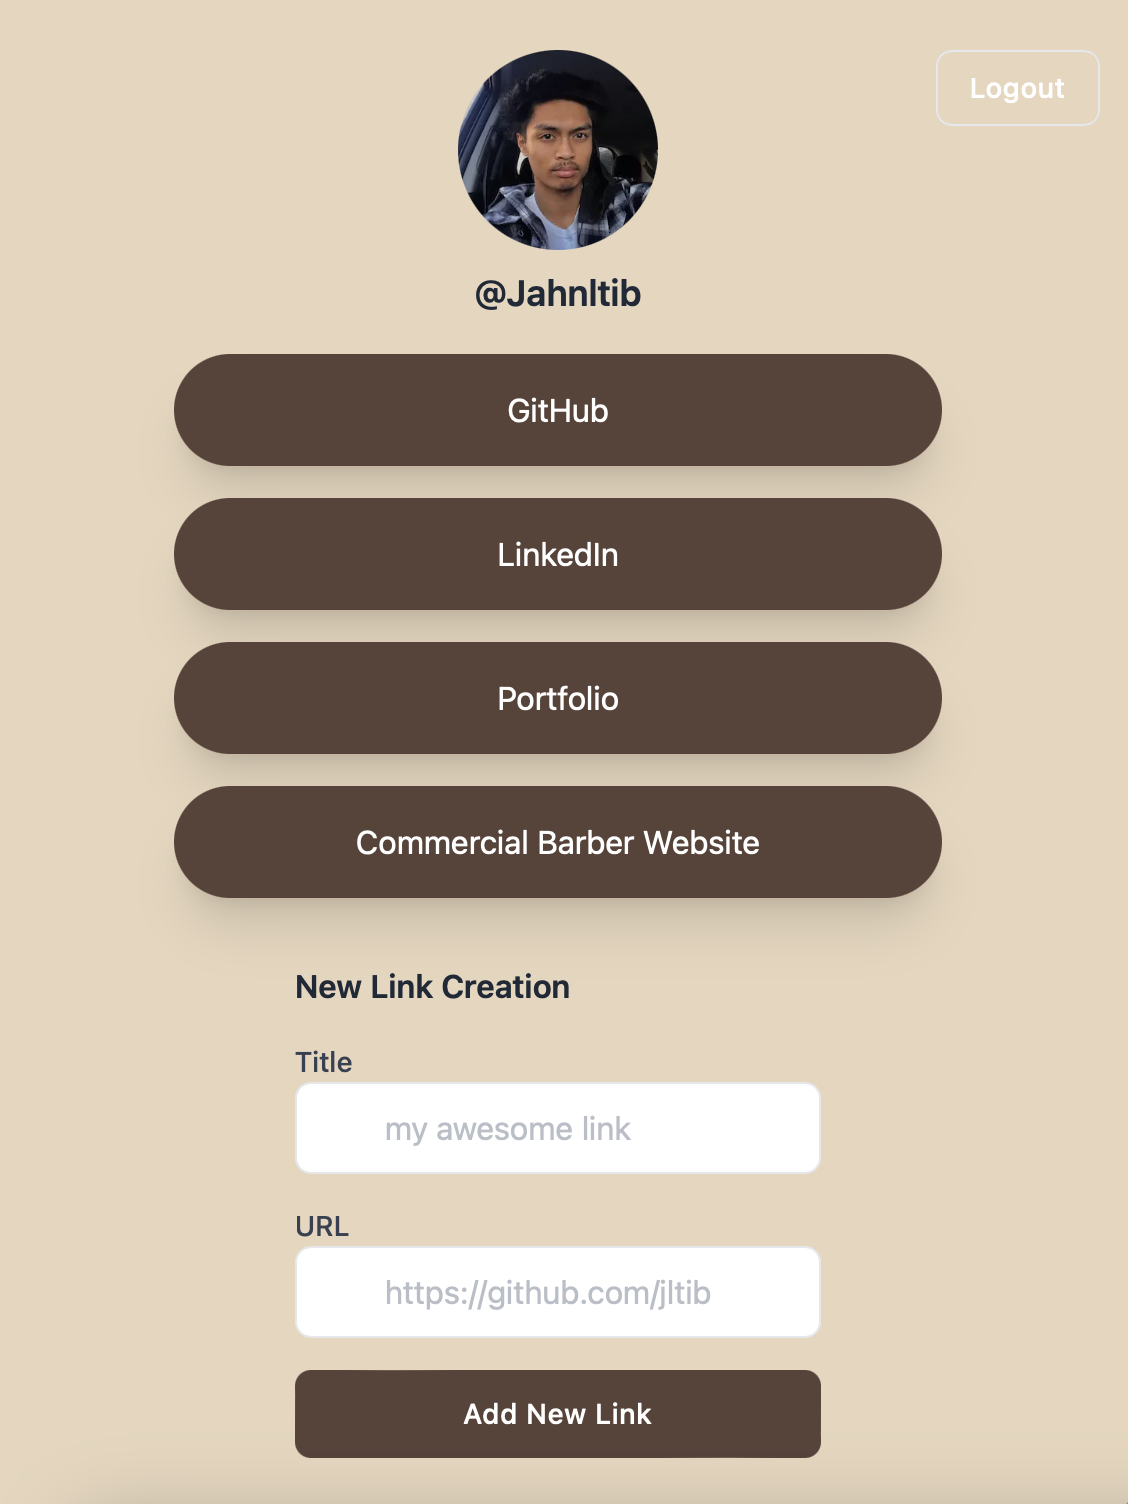 Logout
@Jahnltib
GitHub
LinkedIn
Portfolio
Commercial Barber Website
New Link Creation
Title
my awesome link
URL
https://github.com/jltib
Add New Link